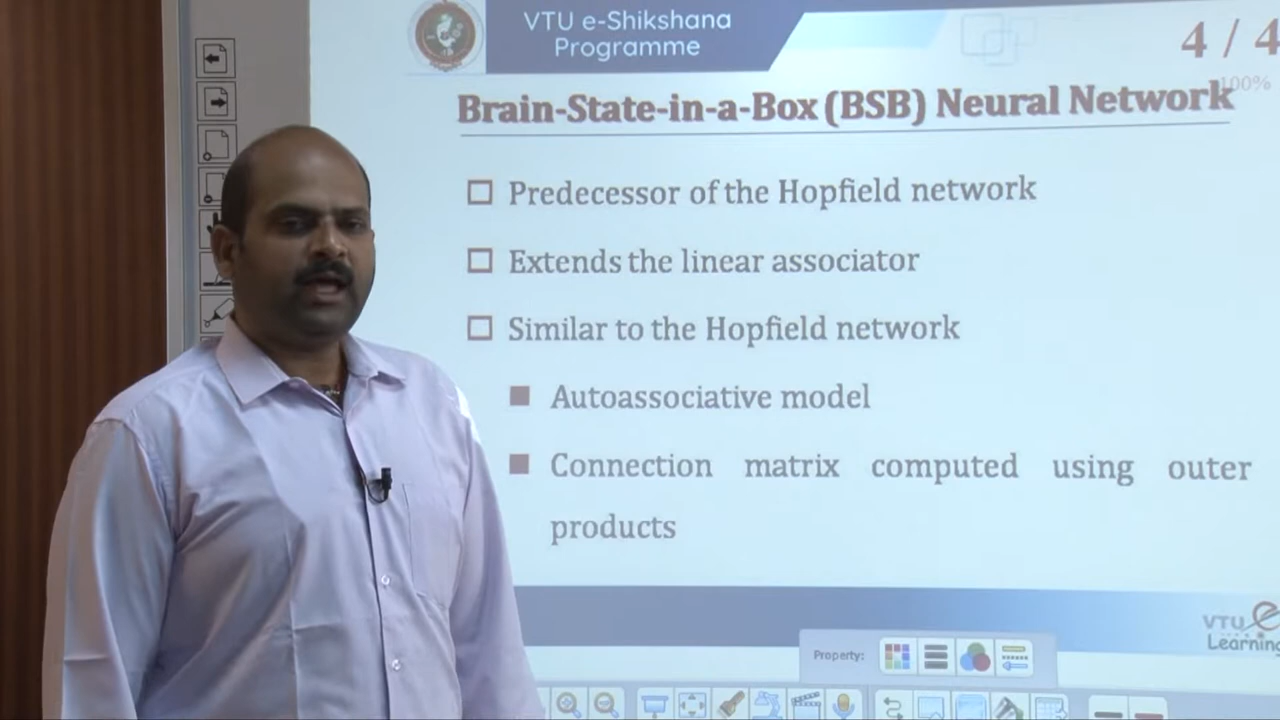 VTU e-Shikshana
Programme
4 / 4
100%
Brain-State-in-a-Box (BSB) Neural Network
Predecessor of the Hopfield network
Extends the linear associator
Similar to the Hopfield network
Autoassociative model
Connection matrix computed using outer
products
VTU e
Learning
Property: